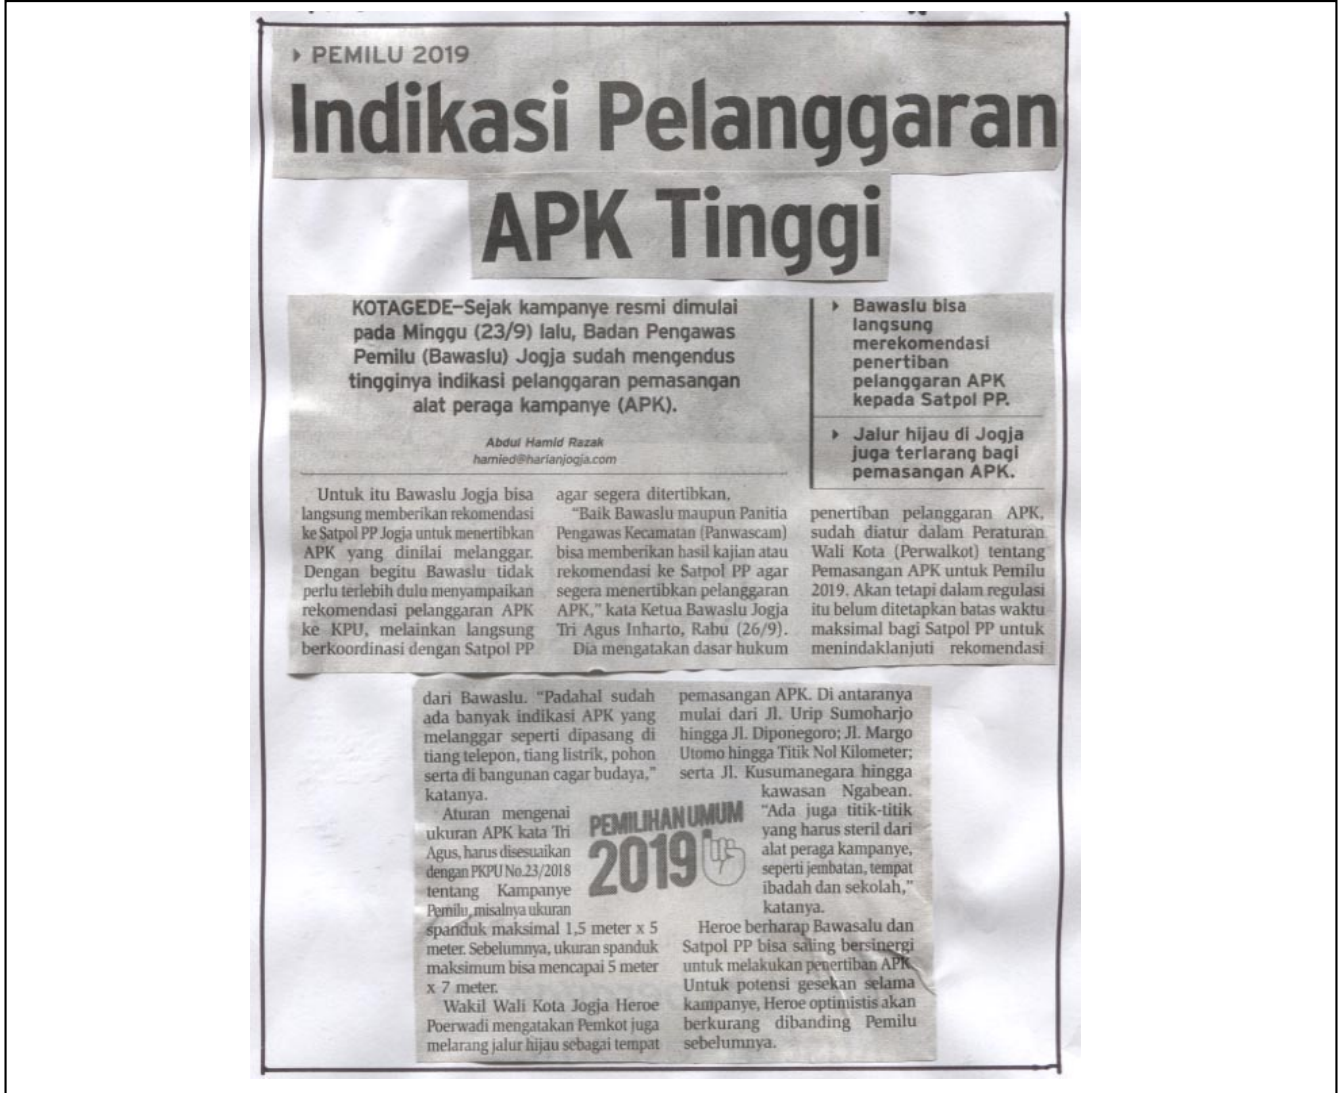 PEMILU 2019
Indikasi Pelanggaran
APK Tinggi
KOTAGEDE—Sejak kampanye resmi dimulai
pada Minggu (23/9) lalu, Badan Pengawas
Pemilu (Bawaslu) Jogja sudah mengendus
tingginya indikasi pelanggaran pemasangan
alat peraga kampanye (APK).
Abdul Hamid Razak
hamied@harianjogja.com
Bawaslu bisa
langsung
merekomendasi
penertiban
pelanggaran APK
kepada Satpol PP.
Jalur hijau di Jogja
juga terlarang bagi
pemasangan APK.
Untuk itu Bawaslu Jogja bisa
langsung memberikan rekomendasi
ke Satpol PP Jogja untuk menertibkan
APK yang dinilai melanggar.
Dengan begitu Bawaslu tidak
perlu terlebih dulu menyampaikan
rekomendasi pelanggaran APK
ke KPU, melainkan langsung
berkoordinasi dengan Satpol PP
agar segera ditertibkan,
"Baik Bawaslu maupun Panitia
Pengawas Kecamatan (Panwascam)
bisa memberikan hasil kajian atau
rekomendasi ke Satpol PP agar
segera menertibkan pelanggaran
APK," kata Ketua Bawaslu Jogja
Tri Agus Inharto, Rabu (26/9).
Dia mengatakan dasar hukum
penertiban pelanggaran APK,
sudah diatur dalam Peraturan
Wali Kota (Perwalkot) tentang
Pemasangan APK untuk Pemilu
2019. Akan tetapi dalam regulasi
itu belum ditetapkan batas waktu
maksimal bagi Satpol PP untuk
menindaklanjuti rekomendasi
dari Bawaslu. "Padahal sudah
ada banyak indikasi APK yang
melanggar seperti dipasang di
tiang telepon, tiang listrik, pohon
serta di bangunan cagar budaya,"
katanya.
Aturan mengenai
ukuran APK kata Tri
Agus, harus disesuaikan
dengan PKPU No.23/2018
tentang Kampanye
Pemilu, misalnya ukuran
spanduk maksimal 1,5 meter x 5
meter. Sebelumnya, ukuran spanduk
maksimum bisa mencapai 5 meter
x 7 meter.
Wakil Wali Kota Jogja Heroe
Poerwadi mengatakan Pemkot juga
melarang jalur hijau sebagai tempat
PEMILIHAN UMUM
2019
pemasangan APK. Di antaranya
mulai dari Jl. Urip Sumoharjo
hingga Jl. Diponegoro; Jl. Margo
Utomo hingga Titik Nol Kilometer;
serta Jl. Kusumanegara hingga
kawasan Ngabean.
"Ada juga titik-titik
yang harus steril dari
alat peraga kampanye,
seperti jembatan, tempat
ibadah dan sekolah,"
katanya.
Heroe berharap Bawasalu dan
Satpol PP bisa saling bersinergi
untuk melakukan penertiban APK.
Untuk potensi gesekan selama
kampanye, Heroe optimistis akan
berkurang dibanding Pemilu
sebelumnya.